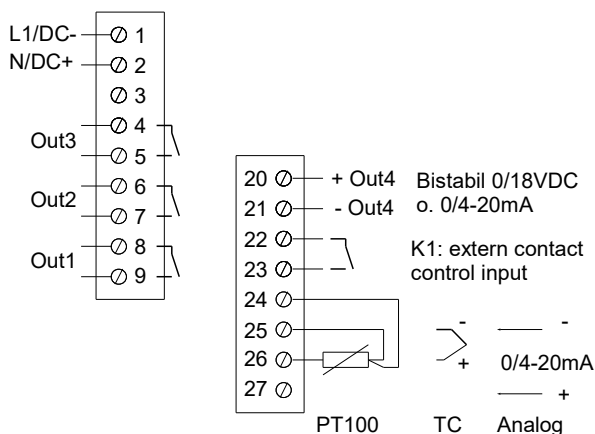 L1/DC- 1
N/DC+ 2
3
Out3 4
5
Out2 6
7
Out1 8
9
20 + Out4 Bistabil 0/18VDC
21 - Out4 o. 0/4-20mA
22
K1: extern contact
23 control input
24
25 - -
26 + 0/4-20mA
27 +
PT100 TC Analog